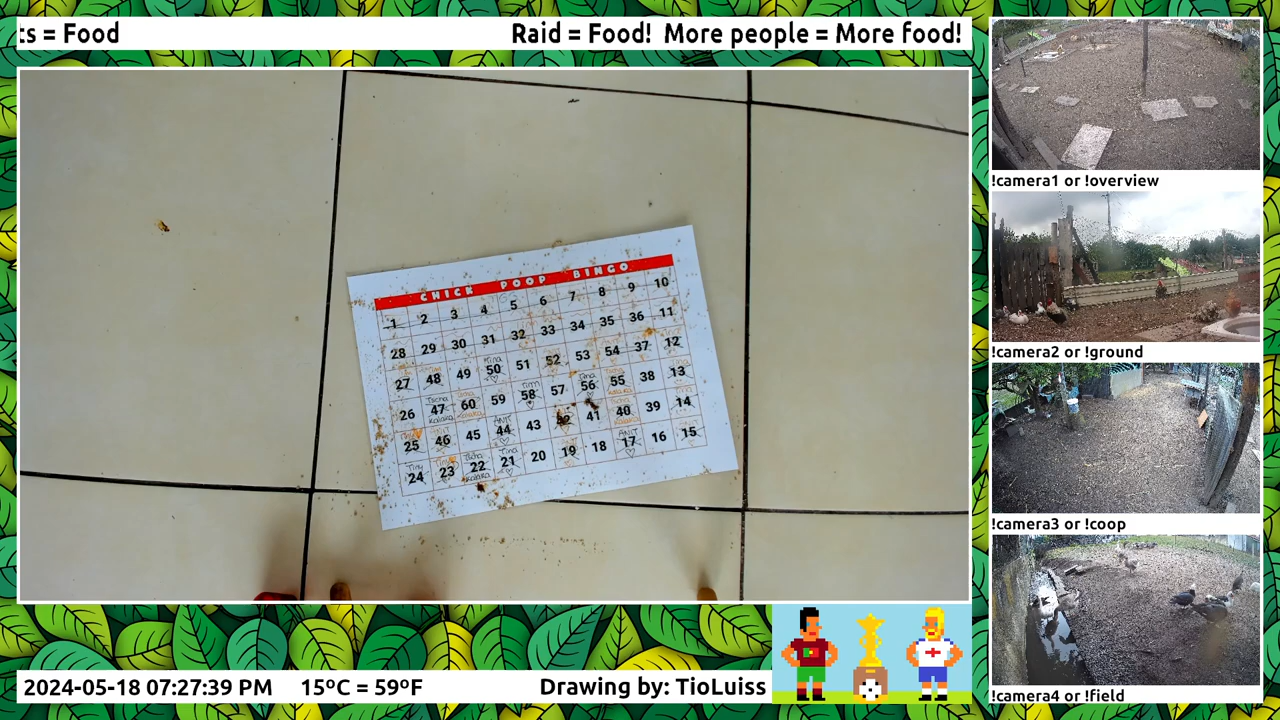 ts = Food
Raid = Food! More people = More food!
CHICK POOP BINGO
1 2 3 4 5 6 7 8 9 10
28 29 30 31 32 33 34 35 36 11
27 48 49 50 51 52 53 54 37 12
26 47 60 59 58 57 56 55 38 13
25 46 45 44 43 42 41 40 39 14
24 23 22 21 20 19 18 17 16 15
!camera1 or !overview
!camera2 or !ground
!camera3 or !coop
!camera4 or !field
2024-05-18 07:27:39 PM
15ºC = 59ºF
Drawing by: TioLuiss